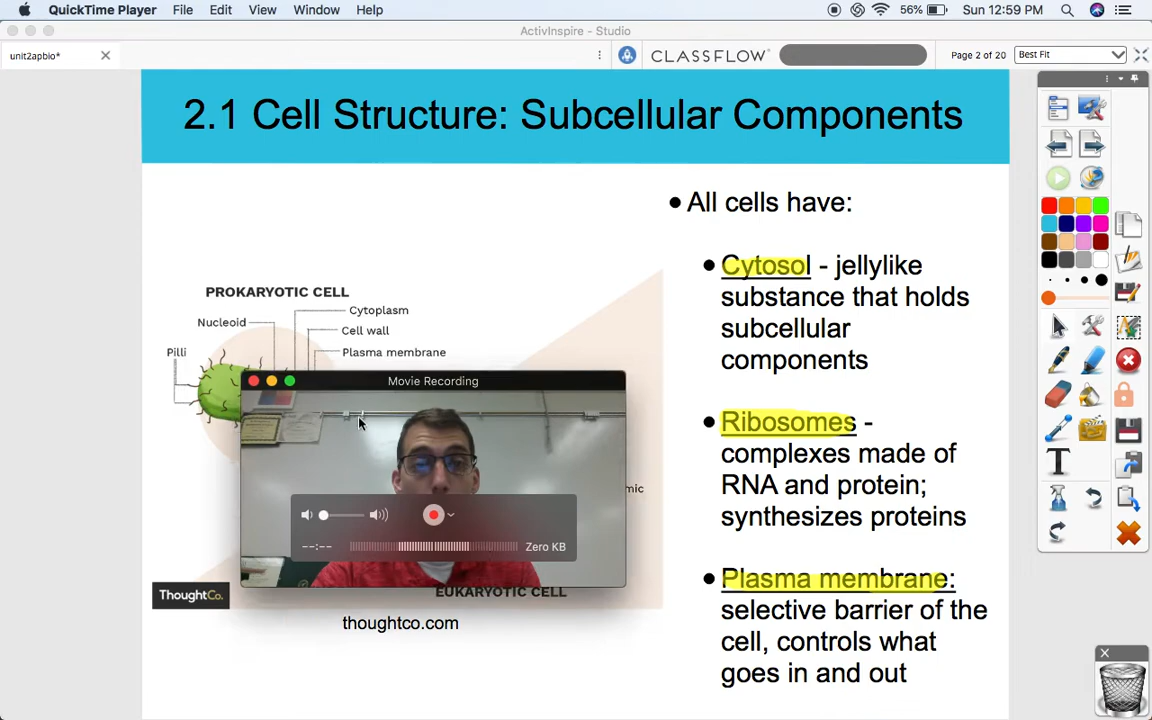 QuickTime Player File Edit View Window Help 56% Sun 12:59 PM
ActivInspire - Studio
unit2apbio*
CLASSFLOW
Page 2 of 20 Best Fit
2.1 Cell Structure: Subcellular Components
PROKARYOTIC CELL
Cytoplasm
Nucleoid
Cell wall
Pilli
Plasma membrane
Movie Recording
--:-- Zero KB
mic
EUKARYOTIC CELL
ThoughtCo.
thoughtco.com
• All cells have:
• Cytosol - jellylike
substance that holds
subcellular
components
• Ribosomes -
complexes made of
RNA and protein;
synthesizes proteins
• Plasma membrane:
selective barrier of the
cell, controls what
goes in and out
T